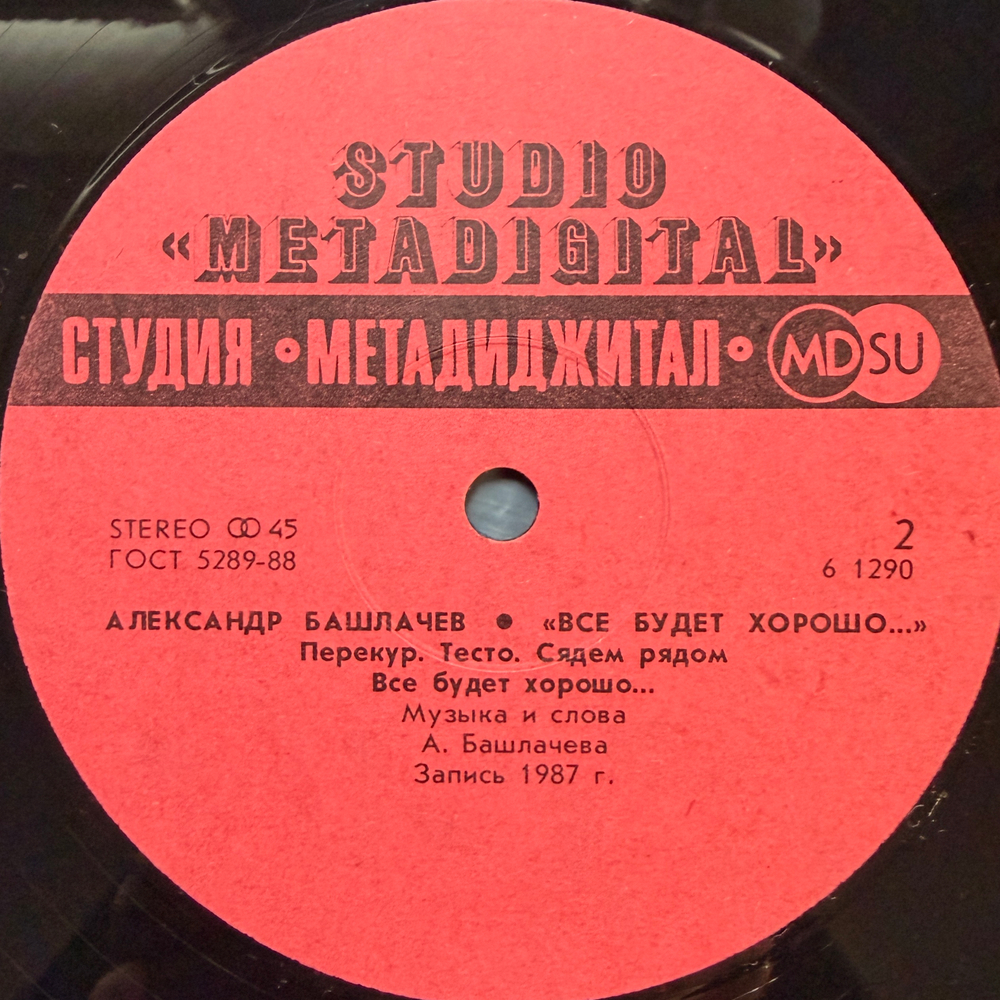 STUDIO
«METADIGITAL»
СТУДИЯ • МЕТАДИДЖИТАЛ • MDSU
STEREO ꝏ 45
ГОСТ 5289-88
2
6 1290
АЛЕКСАНДР БАШЛАЧЕВ ● «ВСЕ БУДЕТ ХОРОШО...»
Перекур. Тесто. Сядем рядом
Все будет хорошо...
Музыка и слова
А. Башлачева
Запись 1987 г.